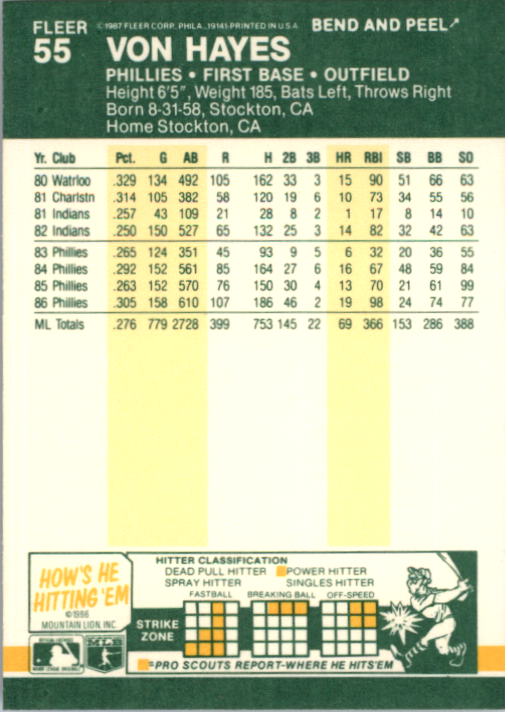 FLEER ©1987 FLEER CORP. PHILA., 19141-PRINTED IN U.S.A. BEND AND PEEL
55 VON HAYES
PHILLIES • FIRST BASE • OUTFIELD
Height 6'5", Weight 185, Bats Left, Throws Right
Born 8-31-58, Stockton, CA
Home Stockton, CA
Yr. Club Pct. G AB R H 2B 3B HR RBI SB BB SO
80 Watrloo .329 134 492 105 162 33 3 15 90 51 66 63
81 Charlstn .314 105 382 58 120 19 6 10 73 34 55 56
81 Indians .257 43 109 21 28 8 2 1 17 8 14 10
82 Indians .250 150 527 65 132 25 3 14 82 32 42 63
83 Phillies .265 124 351 45 93 9 5 6 32 20 36 55
84 Phillies .292 152 561 85 164 27 6 16 67 48 59 84
85 Phillies .263 152 570 76 150 30 4 13 70 21 61 99
86 Phillies .305 158 610 107 186 46 2 19 98 24 74 77
ML Totals .276 779 2728 399 753 145 22 69 366 153 286 388
HOW'S HE
HITTING 'EM
©1986
MOUNTAIN LION, INC.
HITTER CLASSIFICATION
DEAD PULL HITTER POWER HITTER
SPRAY HITTER SINGLES HITTER
FASTBALL BREAKING BALL OFF-SPEED
STRIKE
ZONE
=PRO SCOUTS REPORT-WHERE HE HITS 'EM
MLB